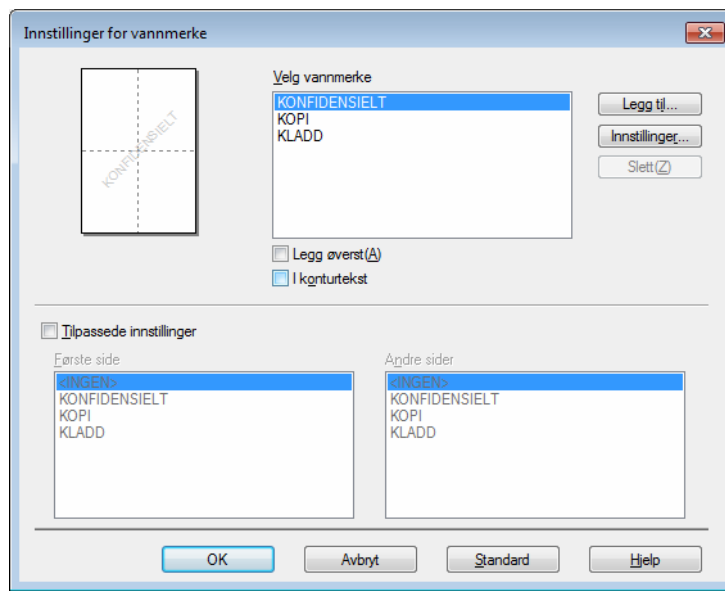 Innstillinger for vannmerke
KONFIDENSIELT
Velg vannmerke
KONFIDENSIELT
KOPI
KLADD
Legg til...
Innstillinger...
Slett(Z)
Legg øverst(A)
I konturtekst
Tilpassede innstillinger
Første side
<INGEN>
KONFIDENSIELT
KOPI
KLADD
Andre sider
<INGEN>
KONFIDENSIELT
KOPI
KLADD
OK
Avbryt
Standard
Hjelp